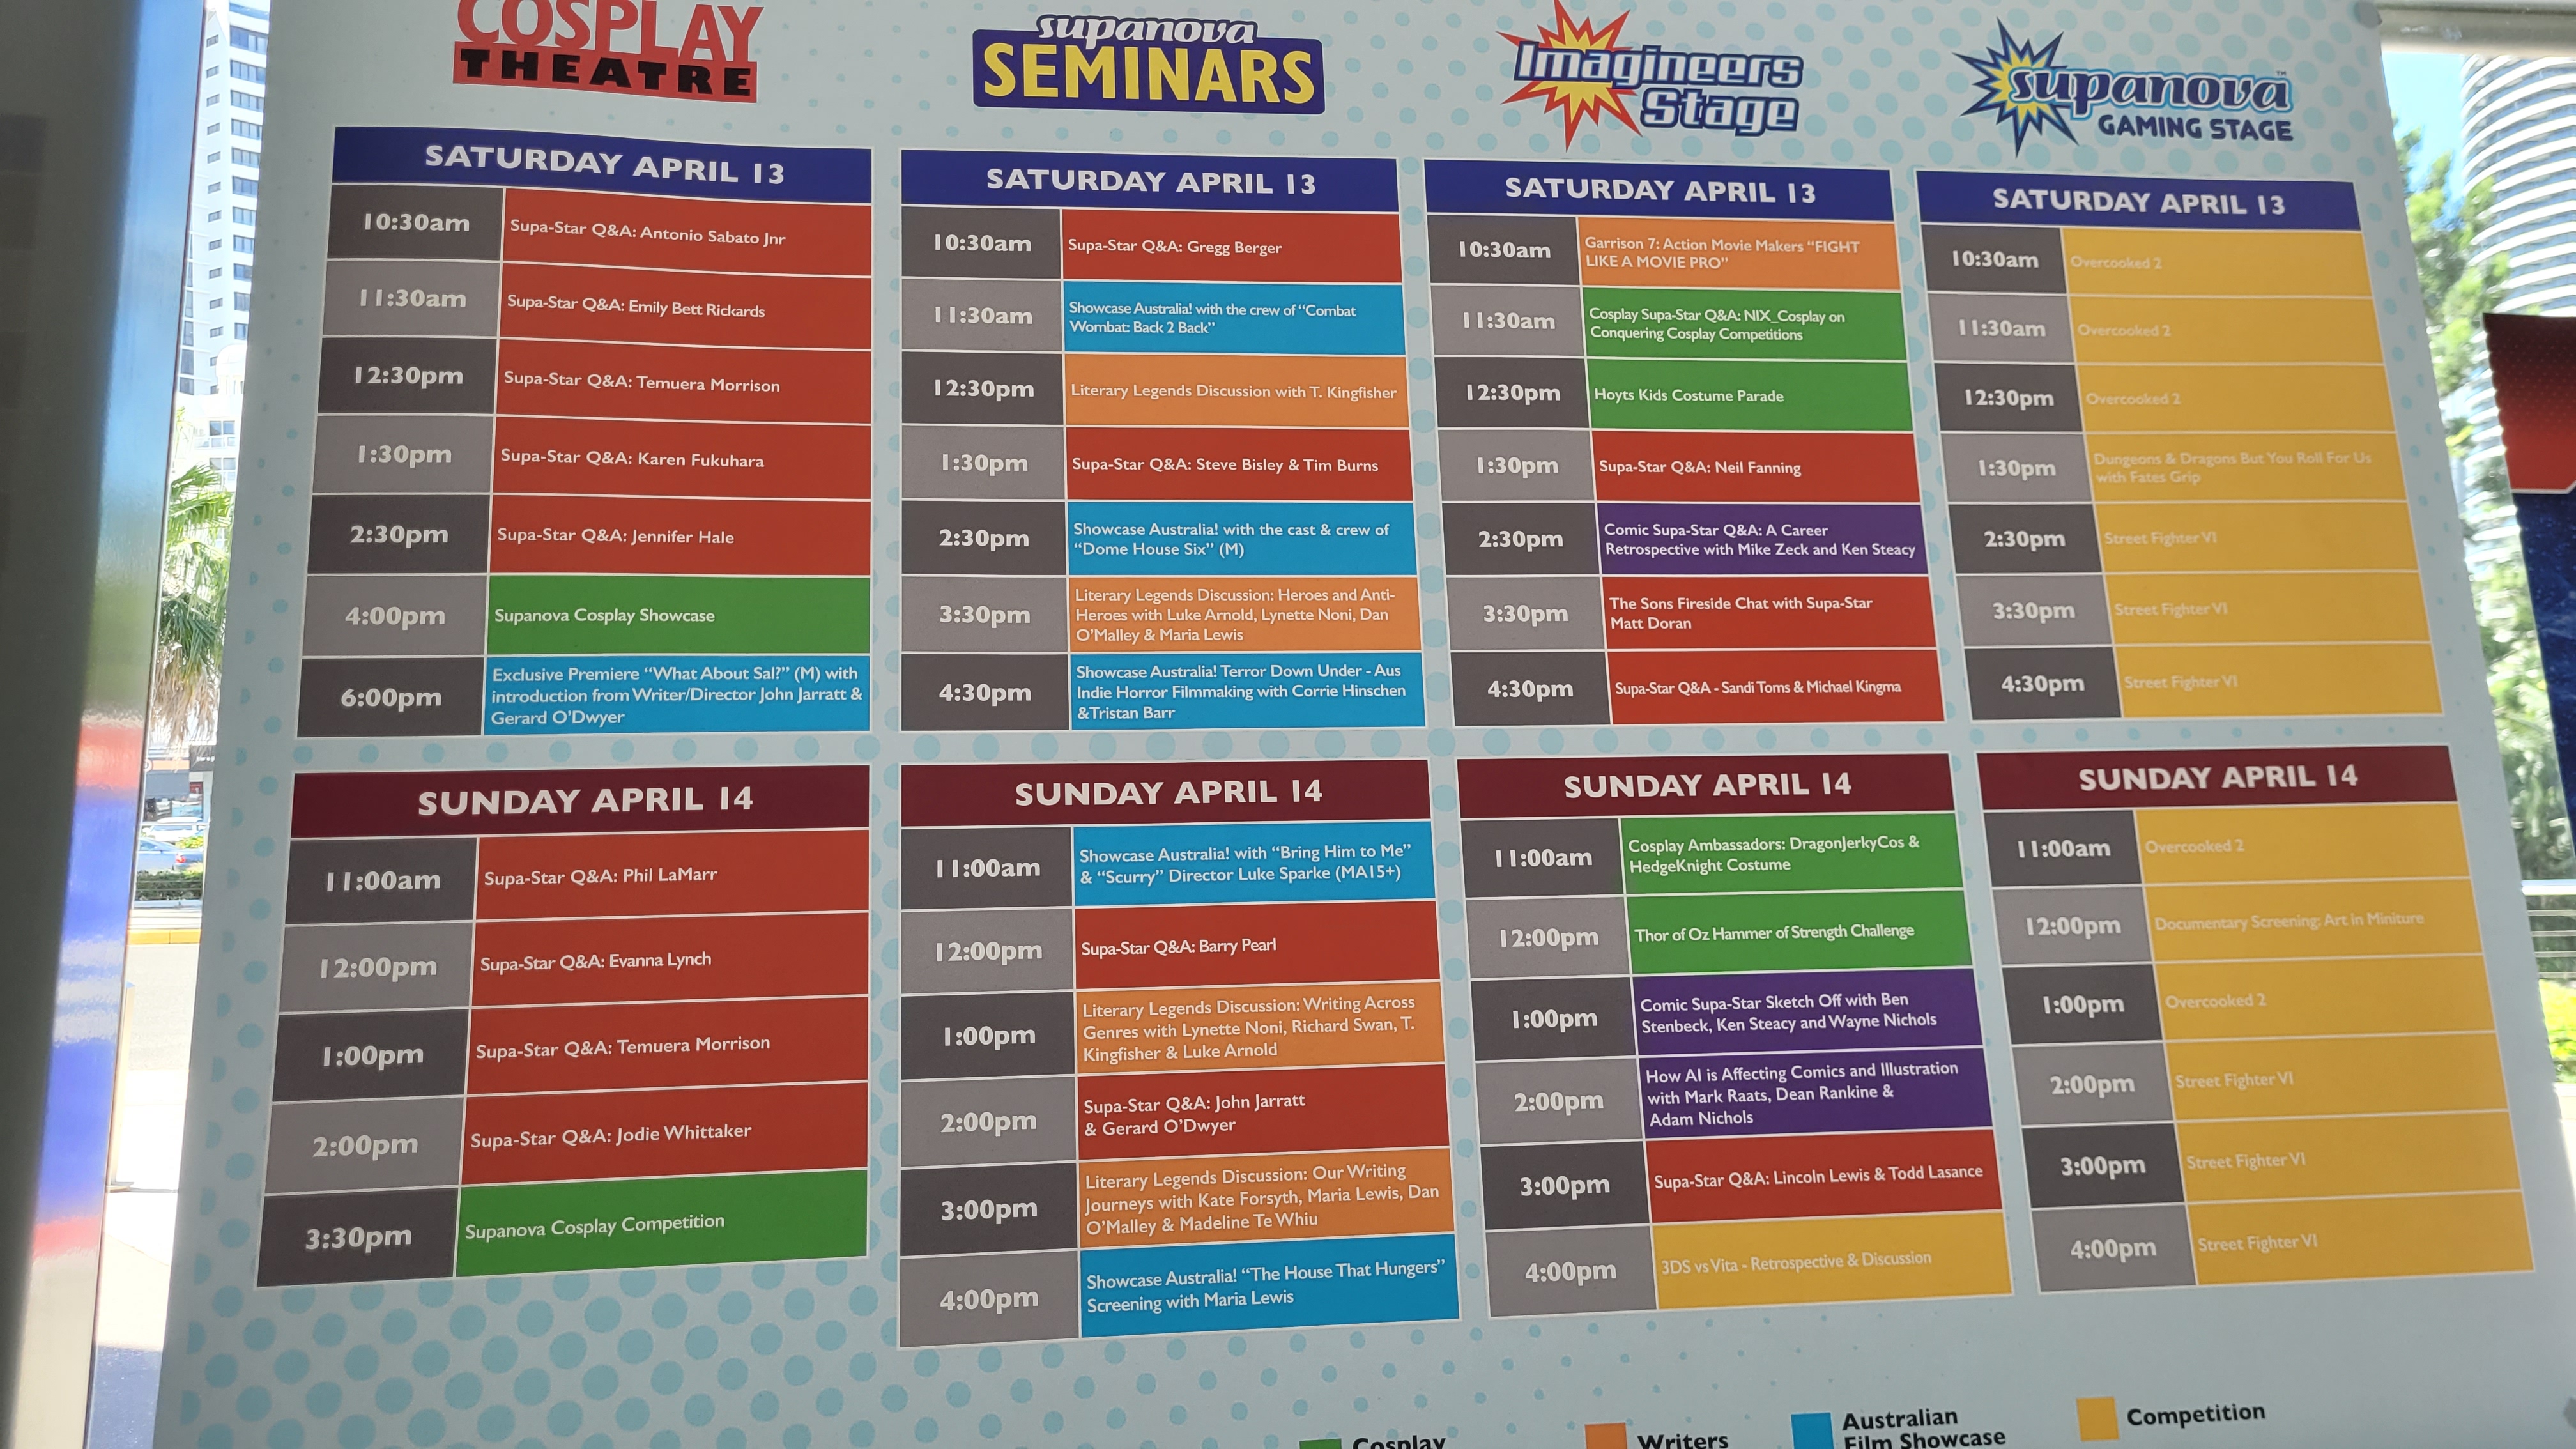 COSPLAY
THEATRE
SATURDAY APRIL 13
10:30am
Supa-Star Q&A: Antonio Sabato Jnr
11:30am
Supa-Star Q&A: Emily Bett Rickards
12:30pm
Supa-Star Q&A: Temuera Morrison
1:30pm
Supa-Star Q&A: Karen Fukuhara
2:30pm
Supa-Star Q&A: Jennifer Hale
4:00pm
Supanova Cosplay Showcase
6:00pm
Exclusive Premiere “What About Sal?” (M) with
introduction from Writer/Director John Jarratt &
Gerard O’Dwyer
SUNDAY APRIL 14
11:00am
Supa-Star Q&A: Phil LaMarr
12:00pm
Supa-Star Q&A: Evanna Lynch
1:00pm
Supa-Star Q&A: Temuera Morrison
2:00pm
Supa-Star Q&A: Jodie Whittaker
3:30pm
Supanova Cosplay Competition
supanova
SEMINARS
SATURDAY APRIL 13
10:30am
Supa-Star Q&A: Gregg Berger
11:30am
Showcase Australia! with the crew of “Combat
Wombat: Back 2 Back”
12:30pm
Literary Legends Discussion with T. Kingfisher
1:30pm
Supa-Star Q&A: Steve Bisley & Tim Burns
2:30pm
Showcase Australia! with the cast & crew of
“Dome House Six” (M)
3:30pm
Literary Legends Discussion: Heroes and Anti-
Heroes with Luke Arnold, Lynette Noni, Dan
O’Malley & Maria Lewis
4:30pm
Showcase Australia! Terror Down Under - Aus
Indie Horror Filmmaking with Corrie Hinschen
&Tristan Barr
SUNDAY APRIL 14
11:00am
Showcase Australia! with “Bring Him to Me”
& “Scurry” Director Luke Sparke (MA15+)
12:00pm
Supa-Star Q&A: Barry Pearl
1:00pm
Literary Legends Discussion: Writing Across
Genres with Lynette Noni, Richard Swan, T.
Kingfisher & Luke Arnold
2:00pm
Supa-Star Q&A: John Jarratt
& Gerard O’Dwyer
3:00pm
Literary Legends Discussion: Our Writing
Journeys with Kate Forsyth, Maria Lewis, Dan
O’Malley & Madeline Te Whiu
4:00pm
Showcase Australia! “The House That Hungers”
Screening with Maria Lewis
Imagineers
Stage
SATURDAY APRIL 13
10:30am
Garrison 7: Action Movie Makers “FIGHT
LIKE A MOVIE PRO”
11:30am
Cosplay Supa-Star Q&A: NIX_Cosplay on
Conquering Cosplay Competitions
12:30pm
Hoyts Kids Costume Parade
1:30pm
Supa-Star Q&A: Neil Fanning
2:30pm
Comic Supa-Star Q&A: A Career
Retrospective with Mike Zeck and Ken Steacy
3:30pm
The Sons Fireside Chat with Supa-Star
Matt Doran
4:30pm
Supa-Star Q&A - Sandi Toms & Michael Kingma
SUNDAY APRIL 14
11:00am
Cosplay Ambassadors: DragonJerkyCos &
HedgeKnight Costume
12:00pm
Thor of Oz Hammer of Strength Challenge
1:00pm
Comic Supa-Star Sketch Off with Ben
Stenbeck, Ken Steacy and Wayne Nichols
2:00pm
How AI is Affecting Comics and Illustration
with Mark Raats, Dean Rankine &
Adam Nichols
3:00pm
Supa-Star Q&A: Lincoln Lewis & Todd Lasance
4:00pm
3DS vs Vita - Retrospective & Discussion
supanova™
GAMING STAGE
SATURDAY APRIL 13
10:30am
Overcooked 2
11:30am
Overcooked 2
12:30pm
Overcooked 2
1:30pm
Dungeons & Dragons But You Roll For Us
with Fates Grip
2:30pm
Street Fighter VI
3:30pm
Street Fighter VI
4:30pm
Street Fighter VI
SUNDAY APRIL 14
11:00am
Overcooked 2
12:00pm
Documentary Screening: Art in Miniture
1:00pm
Overcooked 2
2:00pm
Street Fighter VI
3:00pm
Street Fighter VI
4:00pm
Street Fighter VI
Cosplay
Writers
Australian
Film Showcase
Competition